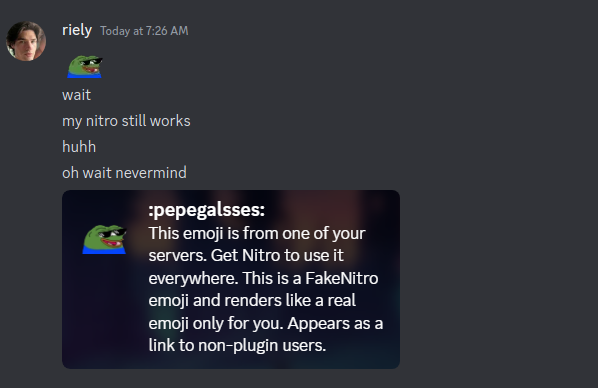 riely Today at 7:26 AM
wait
my nitro still works
huhh
oh wait nevermind
:pepegalsses:
This emoji is from one of your
servers. Get Nitro to use it
everywhere. This is a FakeNitro
emoji and renders like a real
emoji only for you. Appears as a
link to non-plugin users.